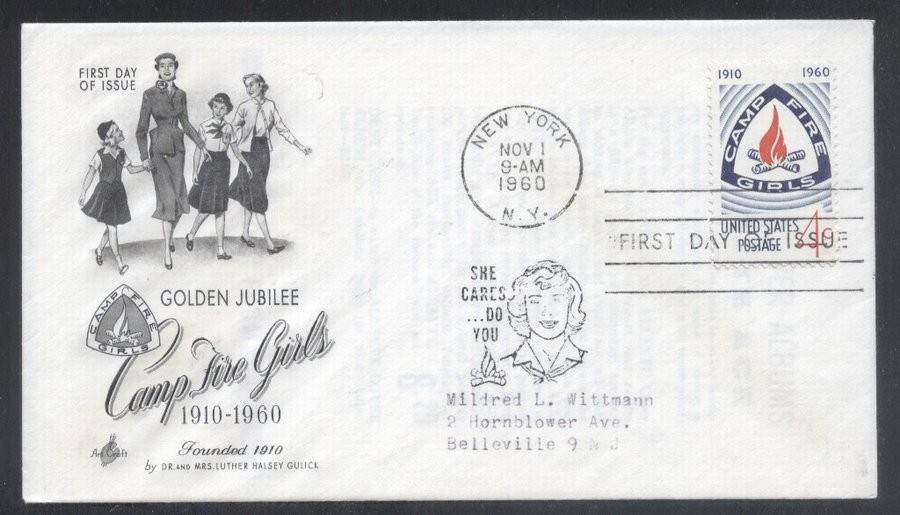 FIRST DAY
OF ISSUE
GOLDEN JUBILEE
CAMP FIRE GIRLS
Camp Fire Girls
1910-1960
Founded 1910
by DR. AND MRS. LUTHER HALSEY GULICK
Art Craft
NEW YORK
NOV 1
9-AM
1960
N.Y.
1910 1960
CAMP FIRE
GIRLS
UNITED STATES
POSTAGE 4¢
FIRST DAY OF ISSUE
SHE
CARES
...DO
YOU
Mildred L. Wittmann
2 Hornblower Ave.
Belleville 9 N J